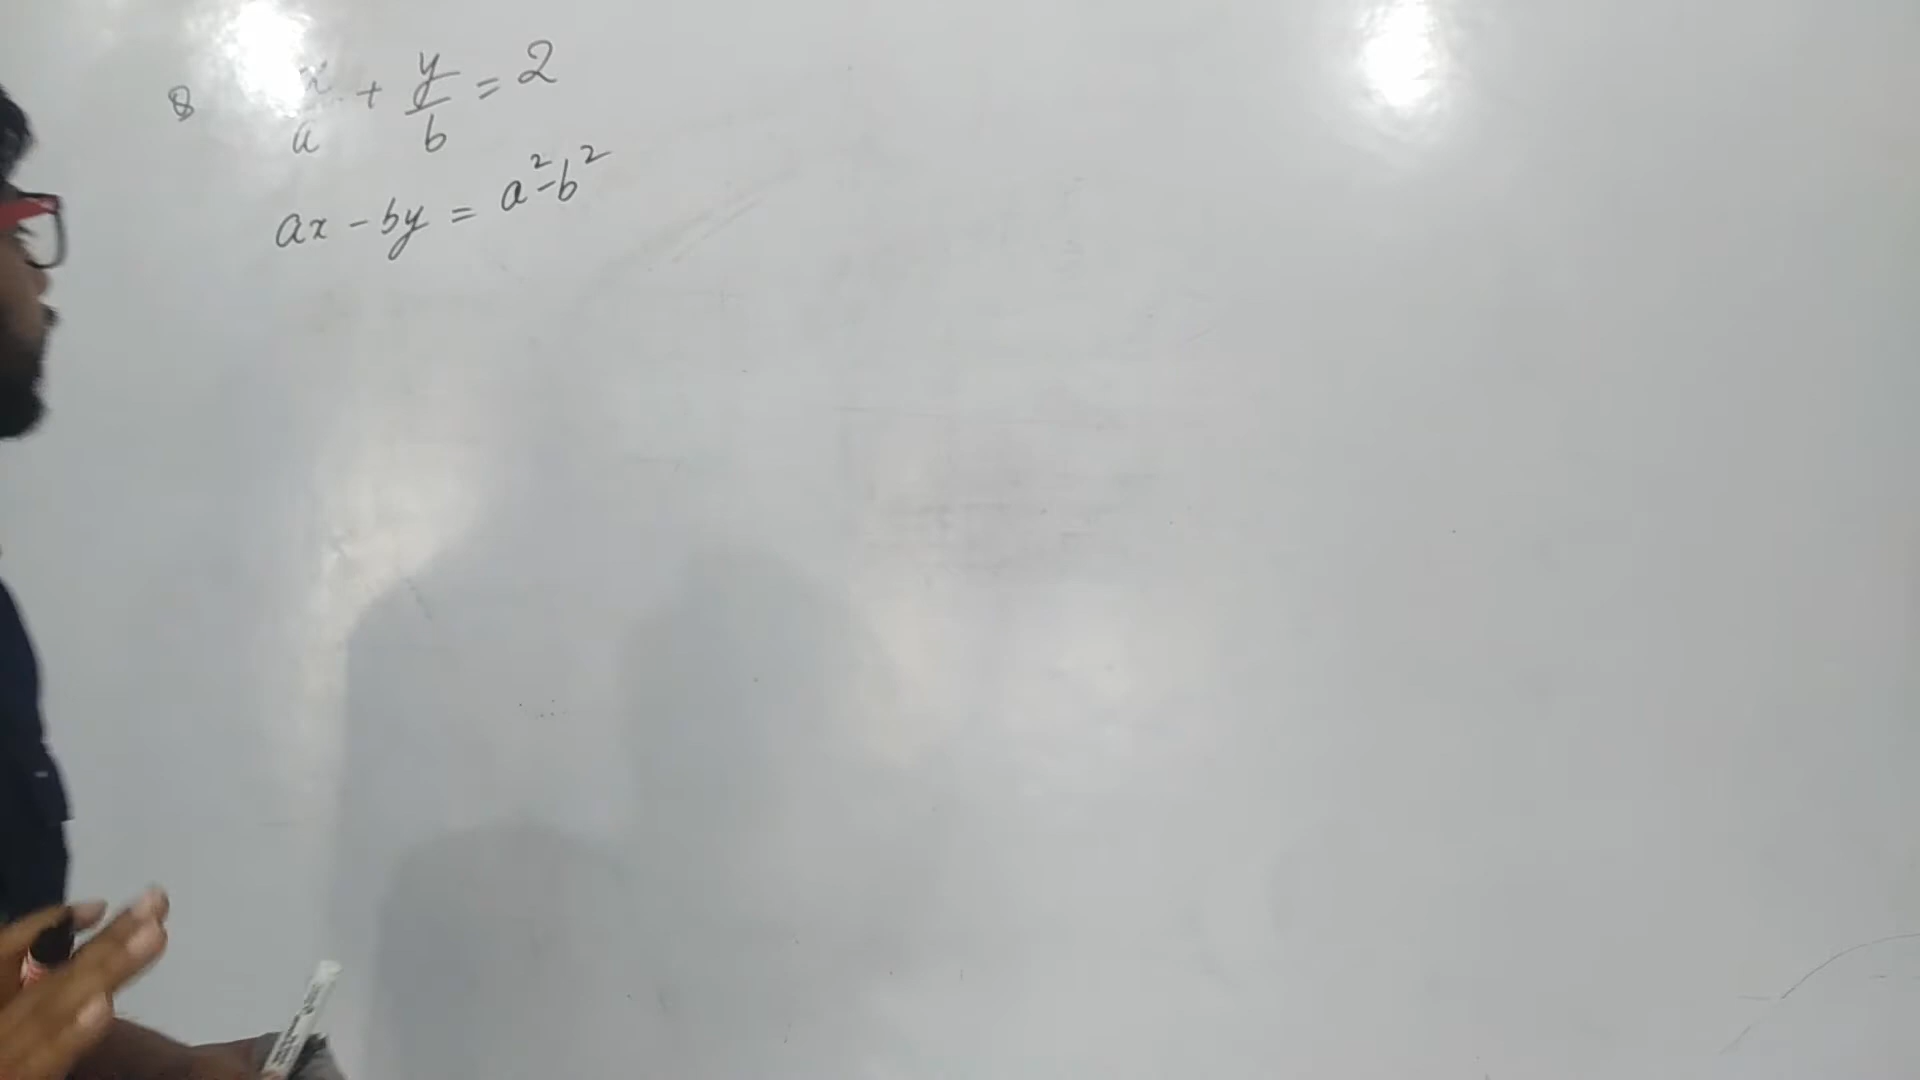 8 x/a + y/b = 2
ax - by = a²-b²